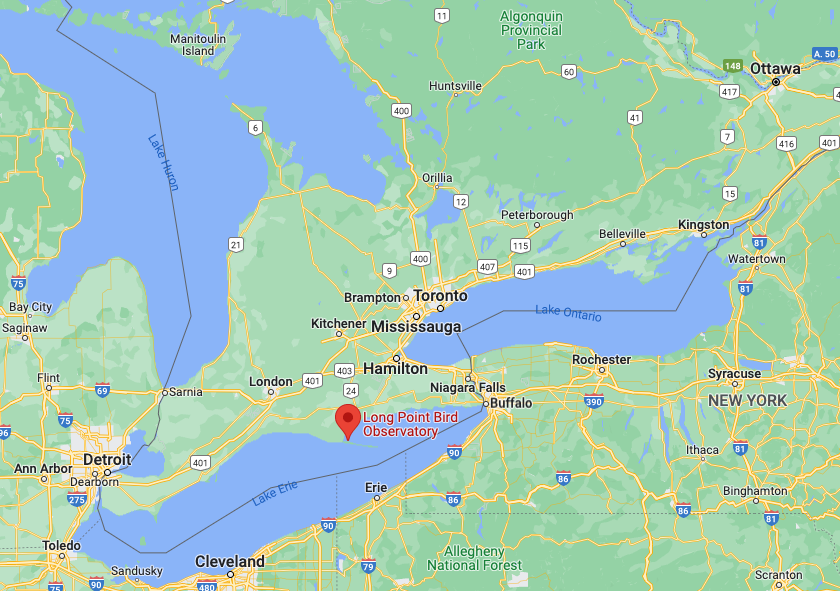 Algonquin
Provincial
Park
11
Manitoulin
Island
A. 50
148
Ottawa
60
Huntsville
417
400
41
6
7
416
401
Lake Huron
Orillia
15
12
Peterborough
Kingston
Belleville
21
115
81
400
Watertown
9
407
401
75
81
Bay City
Brampton
Toronto
Lake Ontario
Saginaw
Kitchener
Mississauga
Rochester
Hamilton
403
Syracuse
Flint
London
401
Niagara Falls
69
Sarnia
24
390
NEW YORK
Buffalo
Long Point Bird
Observatory
75
96
Ithaca
81
90
Detroit
401
Ann Arbor
Dearborn
86
Lake Erie
Erie
Binghamton
275
86
86
81
90
Toledo
Allegheny
National Forest
Cleveland
79
Sandusky
Scranton
75
90
480